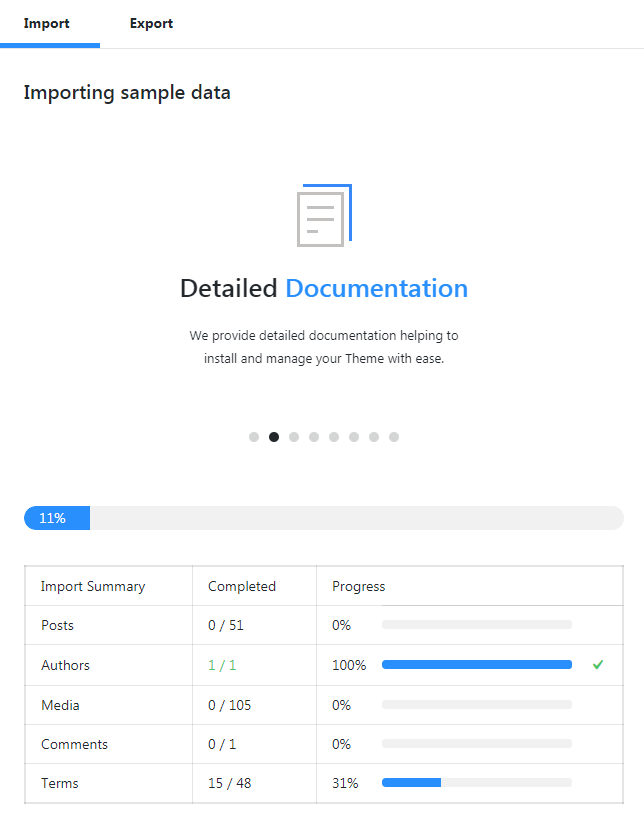 Import Export
Importing sample data
Detailed Documentation
We provide detailed documentation helping to
install and manage your Theme with ease.
11%
Import Summary Completed Progress
Posts 0 / 51 0%
Authors 1 / 1 100%
Media 0 / 105 0%
Comments 0 / 1 0%
Terms 15 / 48 31%